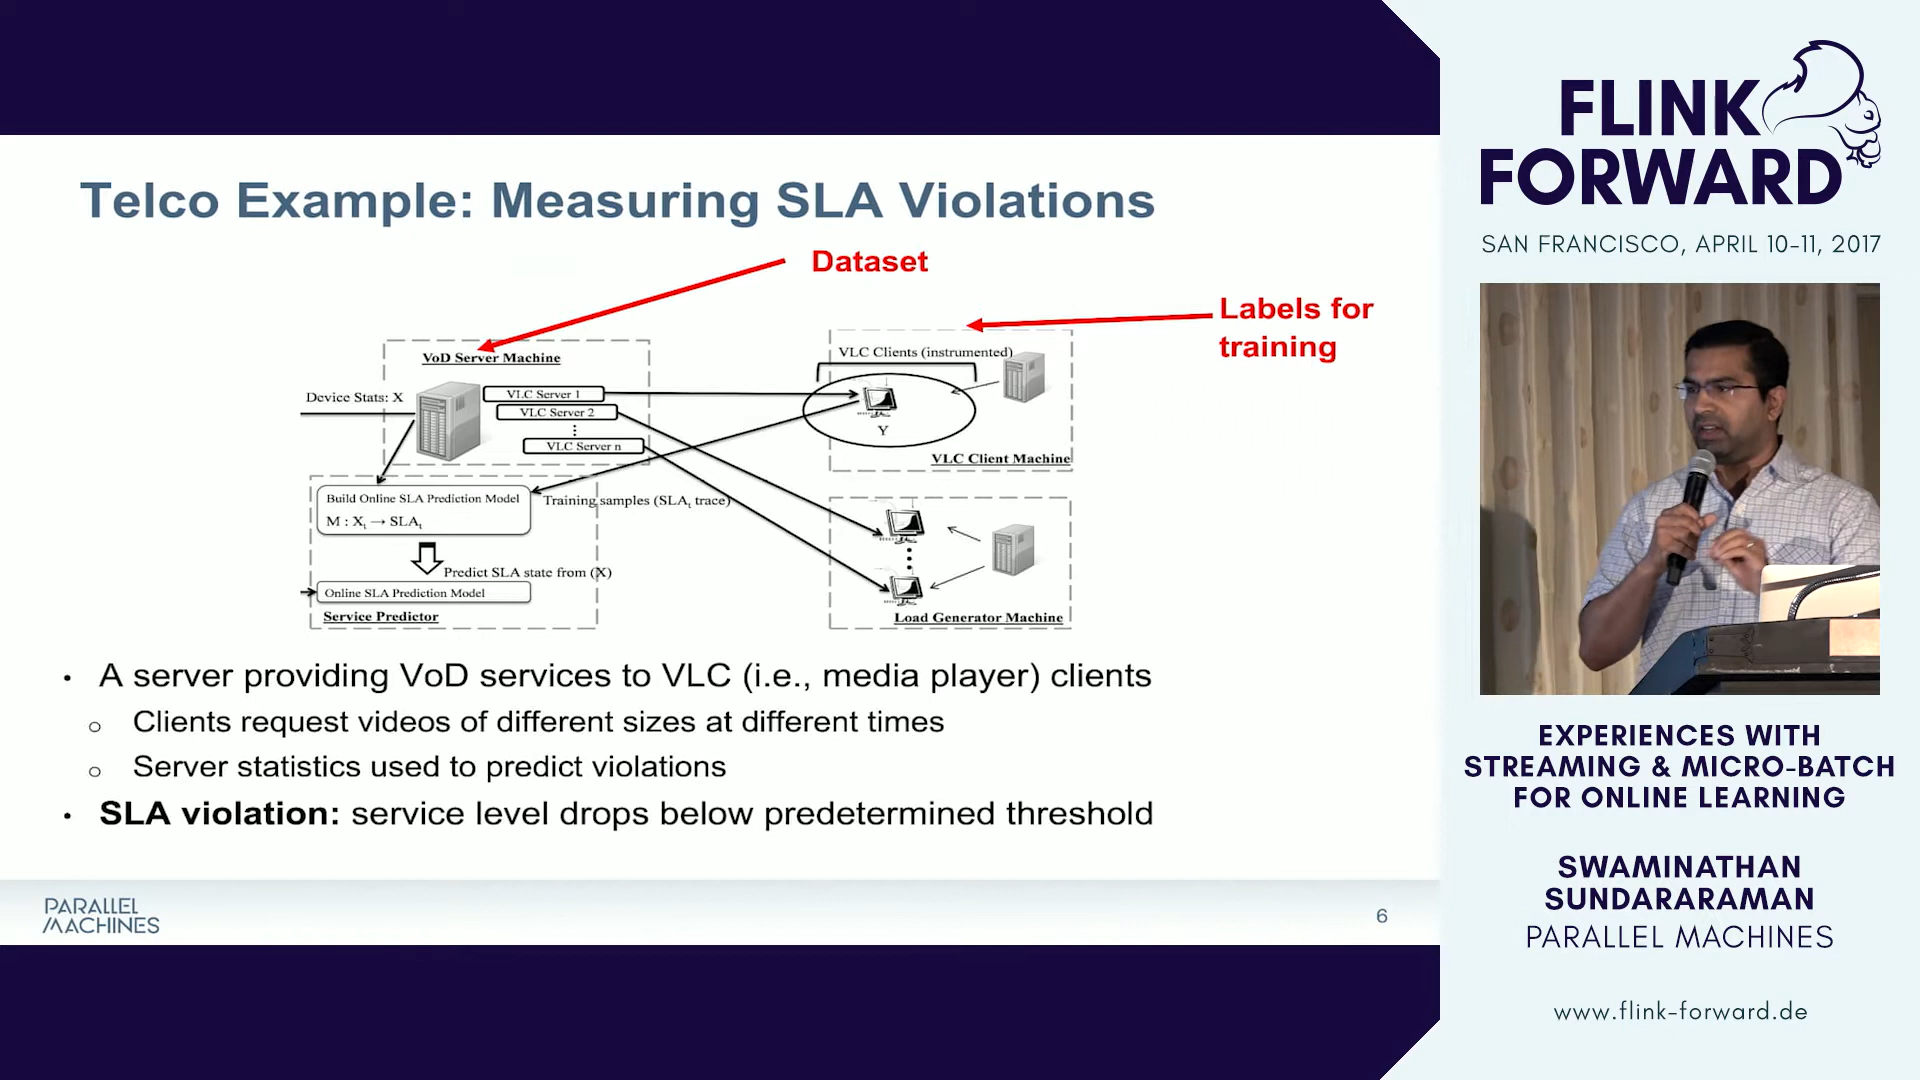 Telco Example: Measuring SLA Violations
Dataset
Labels for
training
VoD Server Machine
Device Stats: X
VLC Server 1
VLC Server 2
VLC Server n
VLC Clients (instrumented)
Y
VLC Client Machine
Build Online SLA Prediction Model
M : Xt → SLAt
Training samples (SLAt trace)
Predict SLA state from (X)
Online SLA Prediction Model
Service Predictor
Load Generator Machine
• A server providing VoD services to VLC (i.e., media player) clients
o Clients request videos of different sizes at different times
o Server statistics used to predict violations
• SLA violation: service level drops below predetermined threshold
PARALLEL
MACHINES
6
FLINK
FORWARD
SAN FRANCISCO, APRIL 10-11, 2017
EXPERIENCES WITH
STREAMING & MICRO-BATCH
FOR ONLINE LEARNING
SWAMINATHAN
SUNDARARAMAN
PARALLEL MACHINES
www.flink-forward.de